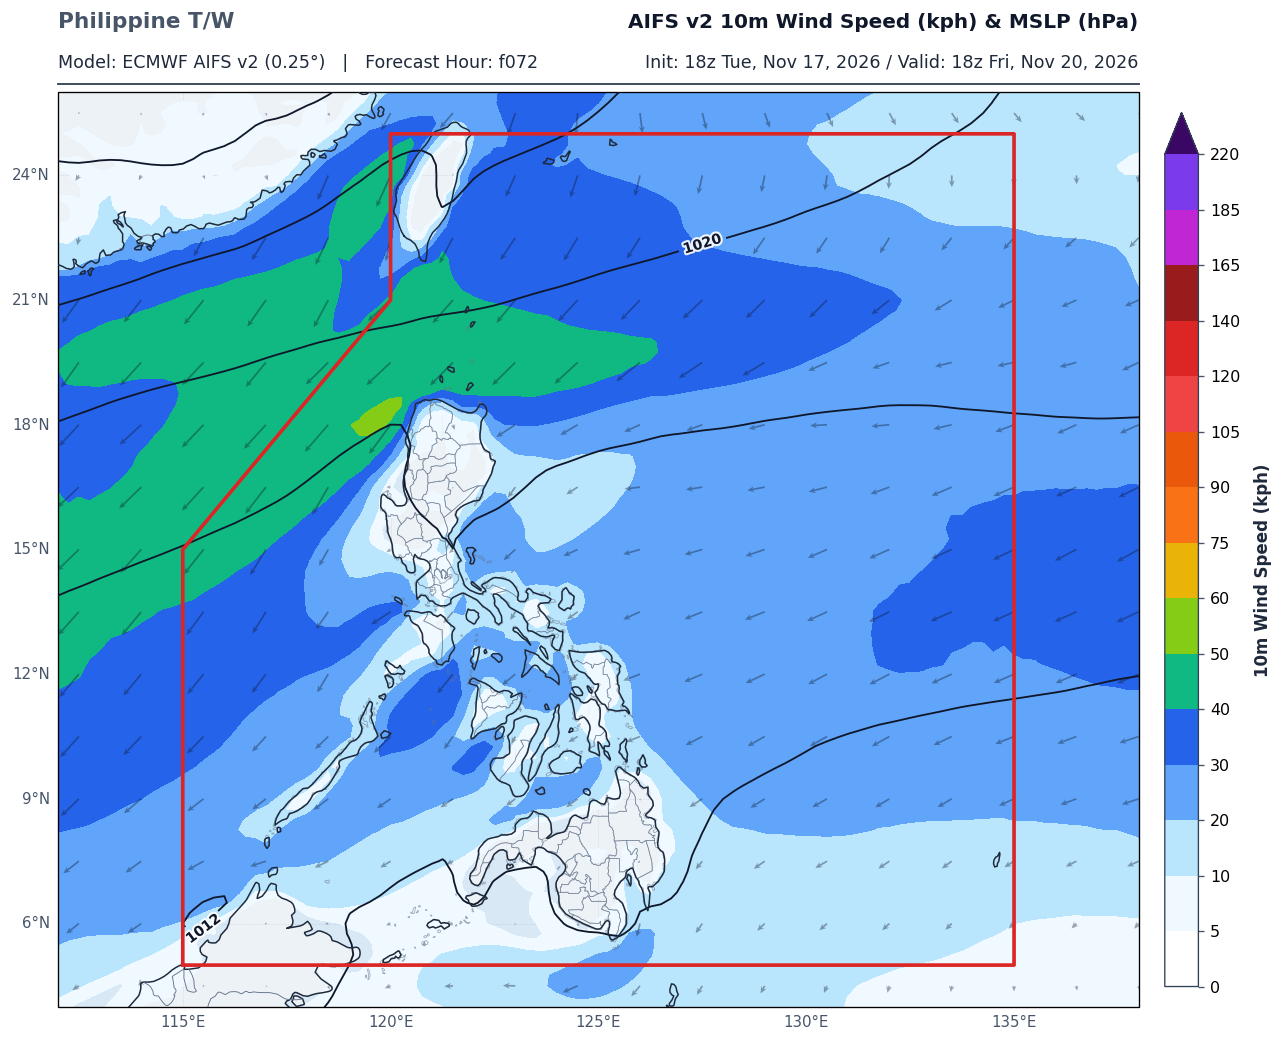 Philippine T/W
AIFS v2 10m Wind Speed (kph) & MSLP (hPa)
Model: ECMWF AIFS v2 (0.25°)   |   Forecast Hour: f072
Init: 18z Tue, Nov 17, 2026 / Valid: 18z Fri, Nov 20, 2026
24°N
21°N
18°N
15°N
12°N
9°N
6°N
1020
1012
115°E
120°E
125°E
130°E
135°E
220
185
165
140
120
105
90
75
60
50
40
30
20
10
5
0
10m Wind Speed (kph)